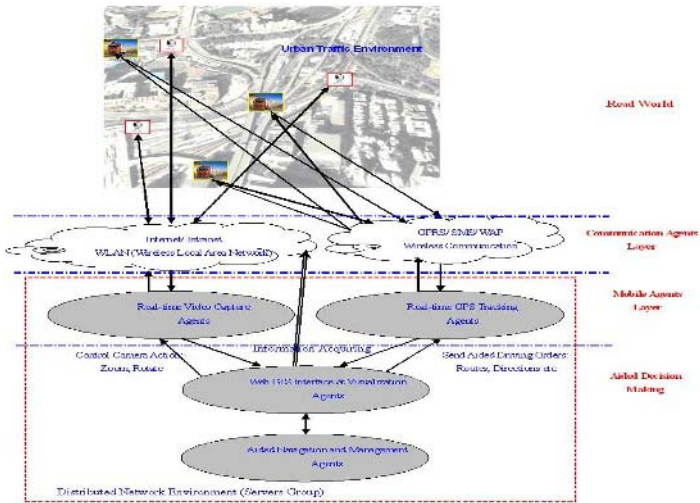 Urban Traffic Environment
Read World
Internet/ Intranet
WLAN (Wireless Local Area Network)
GPRS/ SMS/ WAP
Wireless Communication
Communication Agents
Layer
Real-time Video Capture
Agents
Real-time GPS Tracking
Agents
Mobile Agents
Layer
Control Camera Action:
Zoom, Rotate
Information Acquiring
Send Aided Driving Orders:
Routes, Directions etc
Web GIS Interface & Visualization
Agents
Aided Decision
Making
Aided Navigation and Management
Agents
Distributed Network Environment (Servers Group)